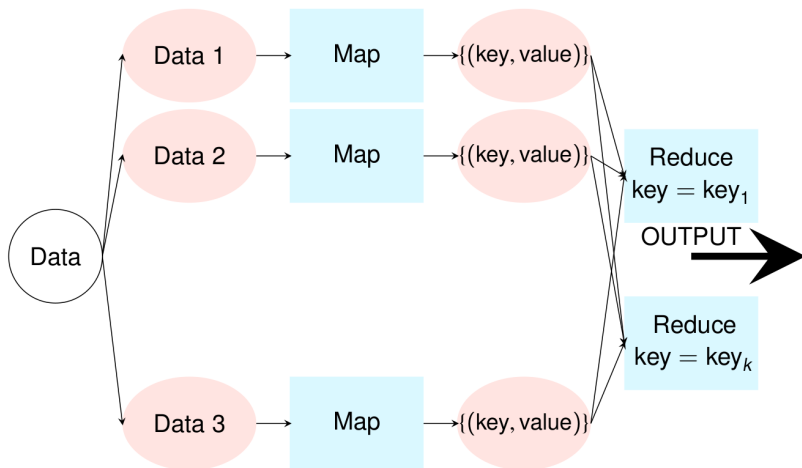 Data 1
Map
{(key, value)}
Data 2
Map
{(key, value)}
Reduce
key = key₁
Data
OUTPUT
Reduce
key = keyₖ
Data 3
Map
{(key, value)}